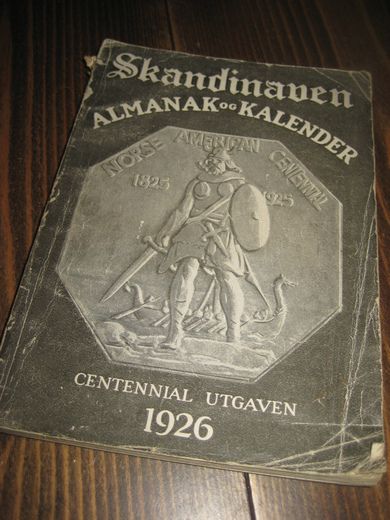 Skandinaven
ALMANAK OG KALENDER
NORSE AMERICAN CENTENNIAL
1825 1925
CENTENNIAL UTGAVEN
1926